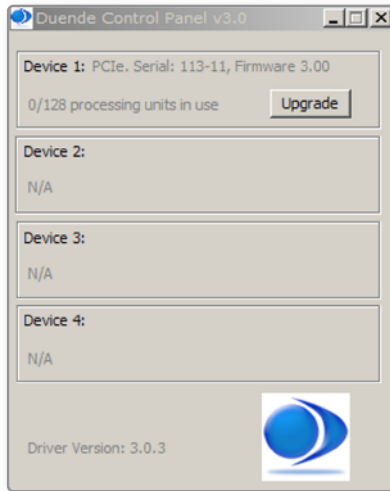 Duende Control Panel v3.0
Device 1: PCIe. Serial: 113-11, Firmware 3.00
0/128 processing units in use
Upgrade
Device 2:
N/A
Device 3:
N/A
Device 4:
N/A
Driver Version: 3.0.3